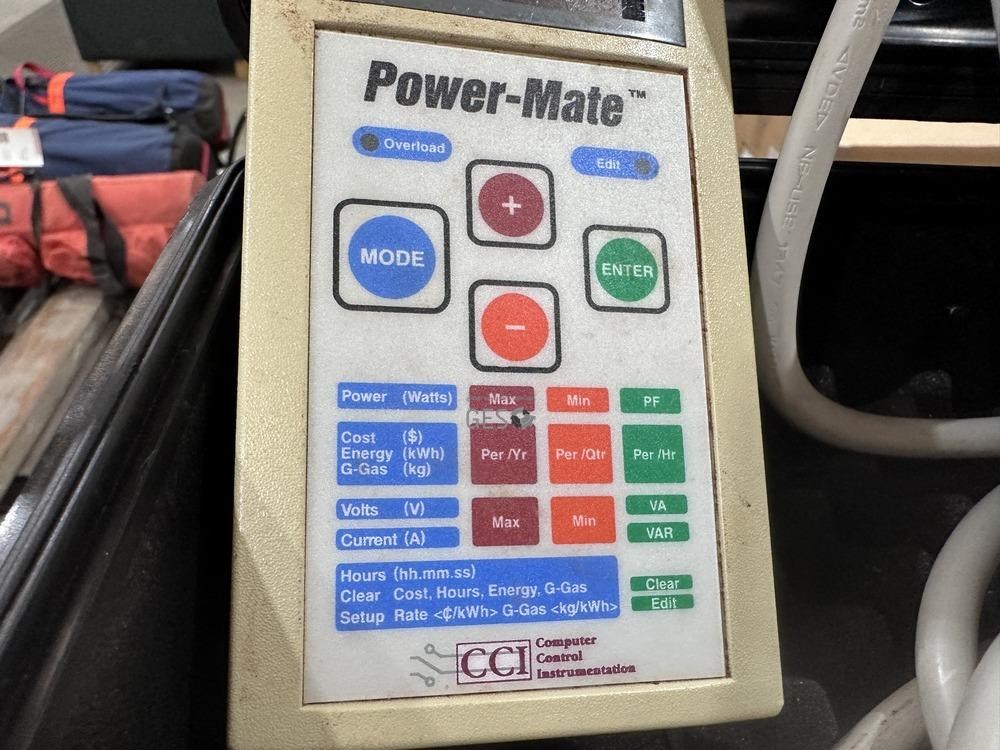 Power-Mate™
Overload
Edit
+
MODE
ENTER
−
Power (Watts) Max Min PF
GES
Cost ($)
Energy (kWh) Per /Yr Per /Qtr Per /Hr
G-Gas (kg)
Volts (V) VA
Max Min
Current (A) VAR
Hours (hh.mm.ss)
Clear Cost, Hours, Energy, G-Gas Clear
Setup Rate <¢/kWh> G-Gas <kg/kWh> Edit
CCI Computer
Control
Instrumentation